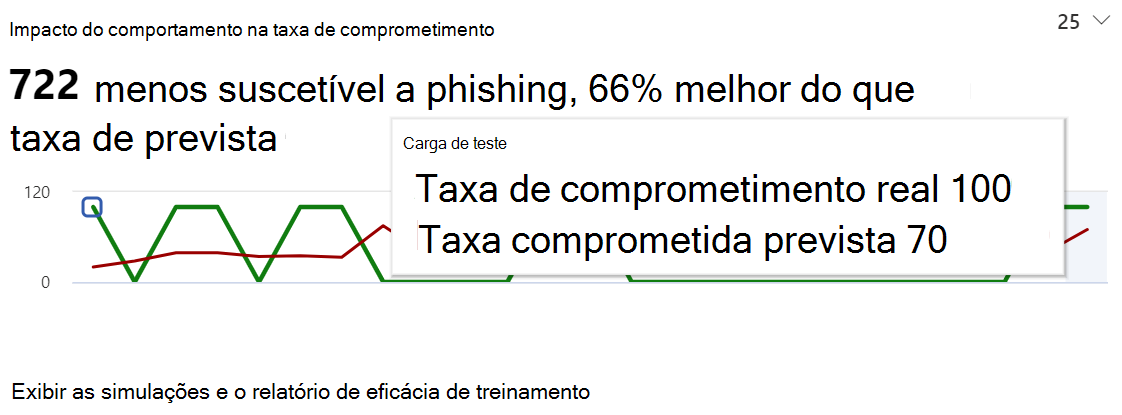 Impacto do comportamento na taxa de comprometimento
25
722 menos suscetível a phishing, 66% melhor do que
taxa de prevista
Carga de teste
Taxa de comprometimento real 100
Taxa comprometida prevista 70
120
0
Exibir as simulações e o relatório de eficácia de treinamento